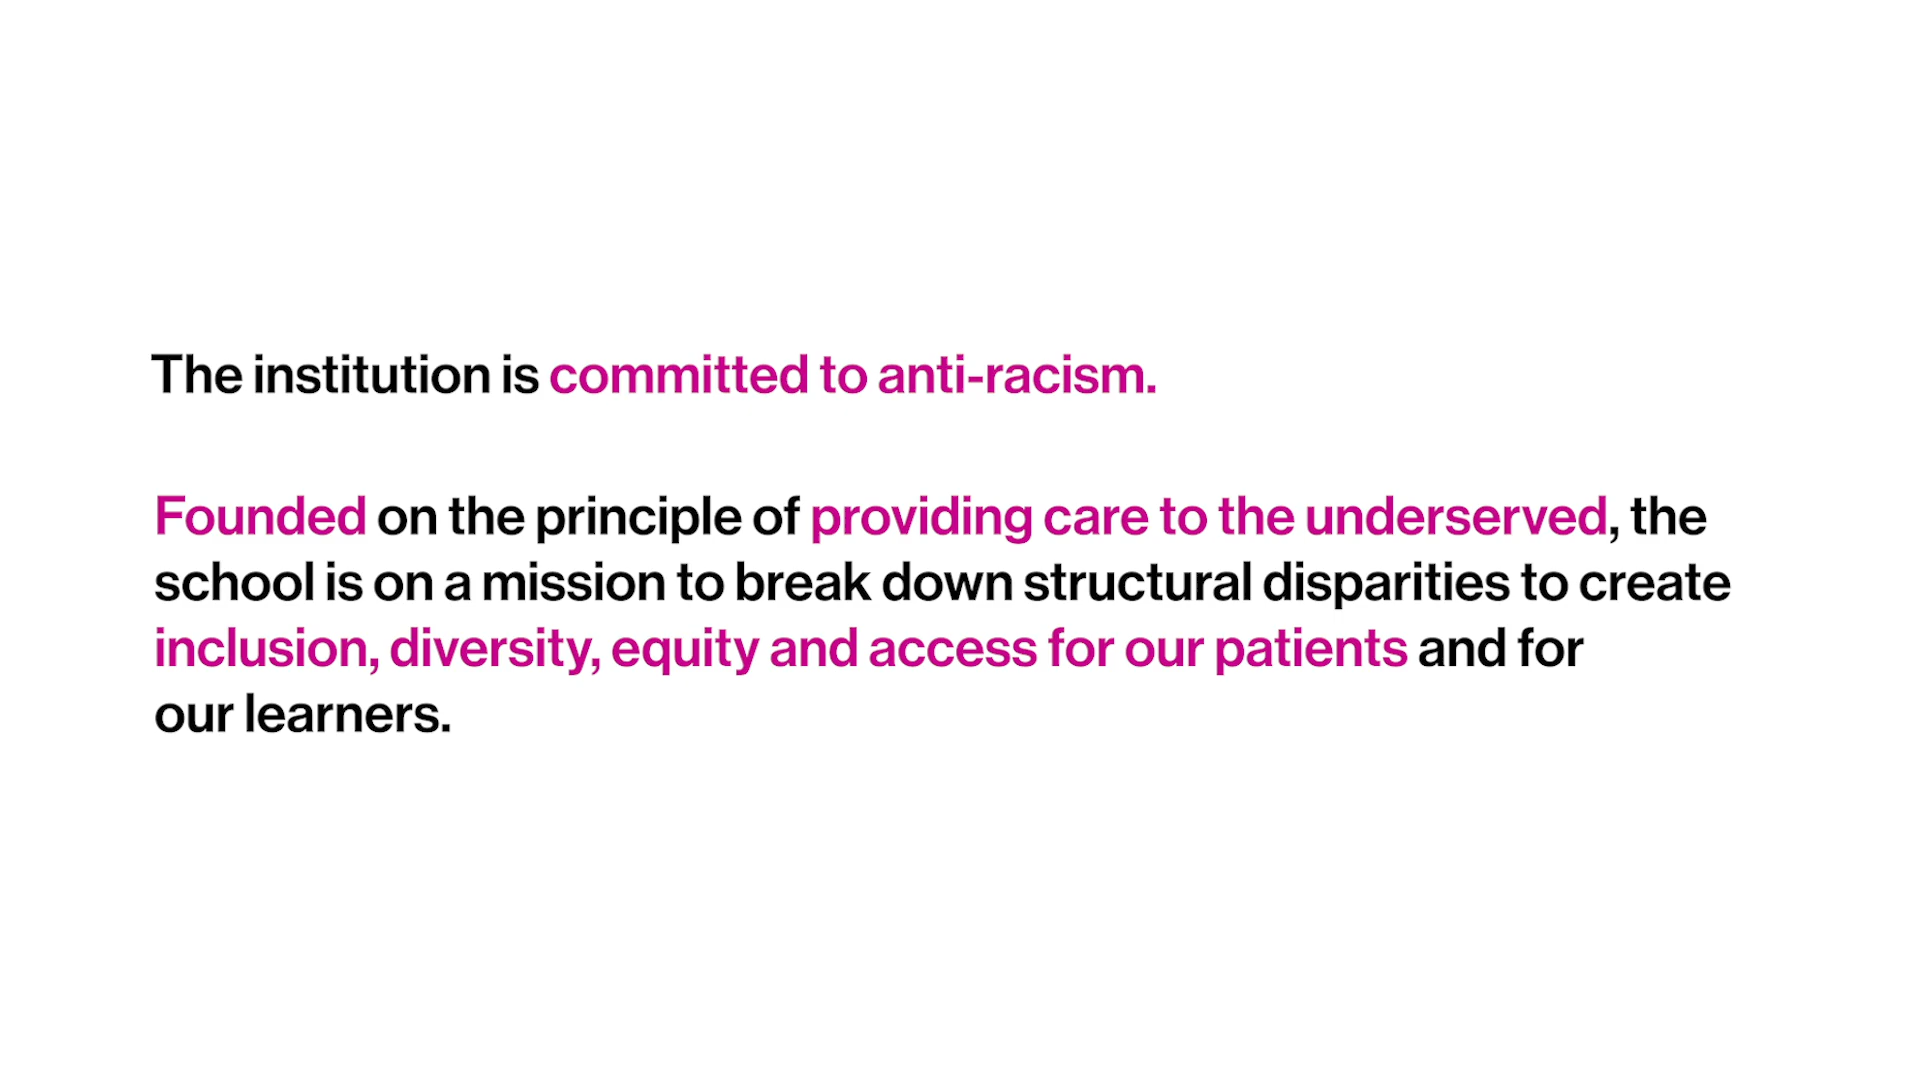 The institution is committed to anti-racism.
Founded on the principle of providing care to the underserved, the
school is on a mission to break down structural disparities to create
inclusion, diversity, equity and access for our patients and for
our learners.